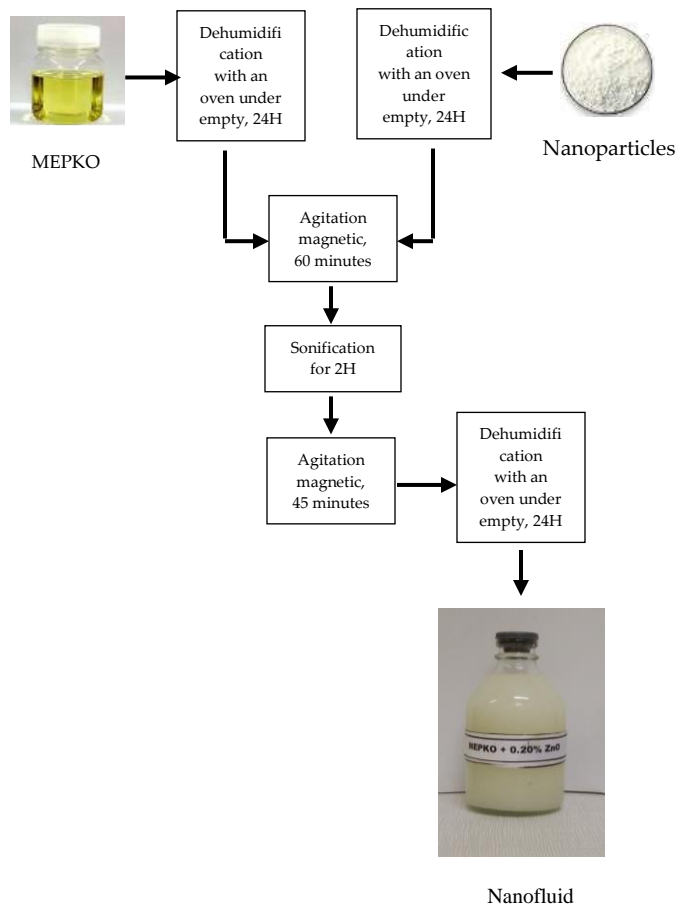 Dehumidifi
cation
with an
oven under
empty, 24H
Dehumidific
ation
with an
oven
under
empty, 24H
MEPKO
Nanoparticles
Agitation
magnetic,
60 minutes
Sonification
for 2H
Agitation
magnetic,
45 minutes
Dehumidifi
cation
with an
oven under
empty, 24H
MEPKO + 0.20% ZnO
Nanofluid